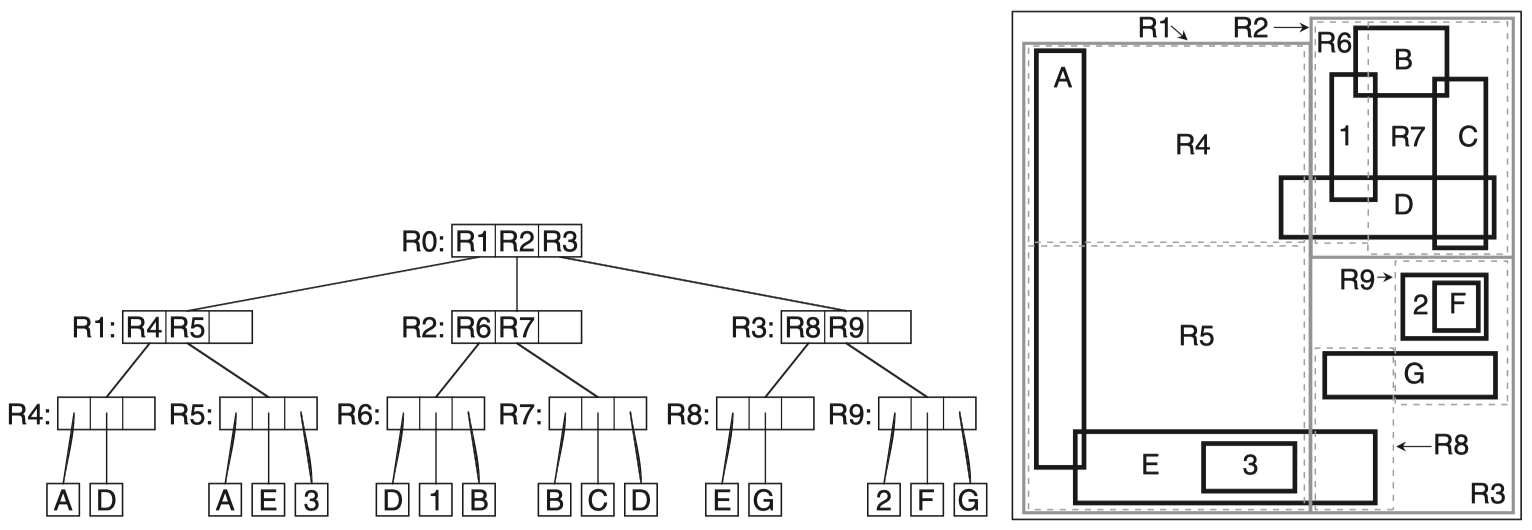 R0: R1 R2 R3
R1: R4 R5
R2: R6 R7
R3: R8 R9
R4:
R5:
R6:
R7:
R8:
R9:
A D
A E 3
D 1 B
B C D
E G
2 F G
R1
R2
R6
B
A
1
R7
C
R4
D
R9
2
F
R5
G
R8
E
3
R3